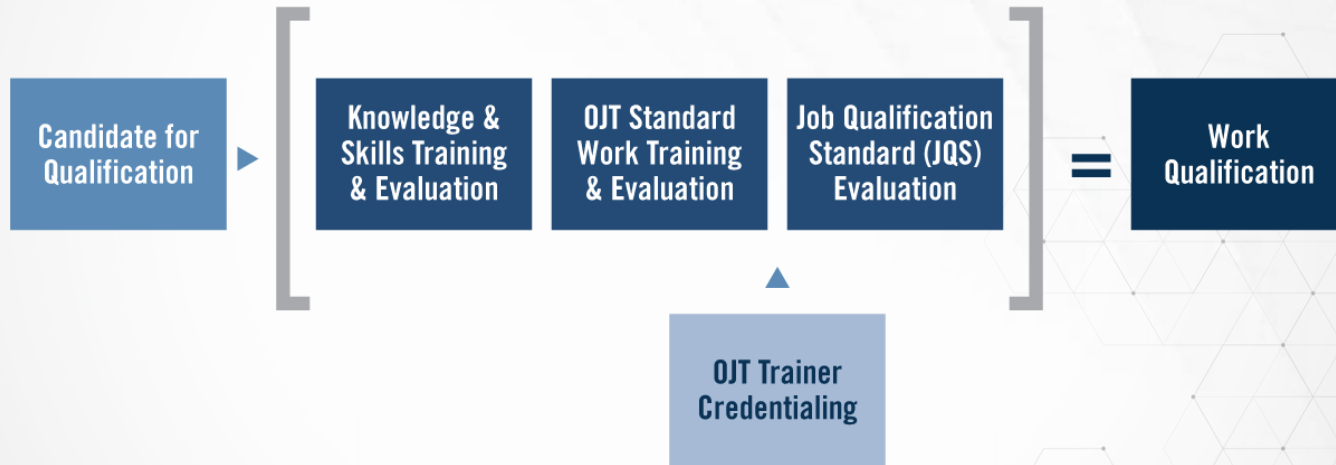 Candidate for
Qualification
Knowledge &
Skills Training
& Evaluation
OJT Standard
Work Training
& Evaluation
Job Qualification
Standard (JQS)
Evaluation
=
Work
Qualification
OJT Trainer
Credentialing